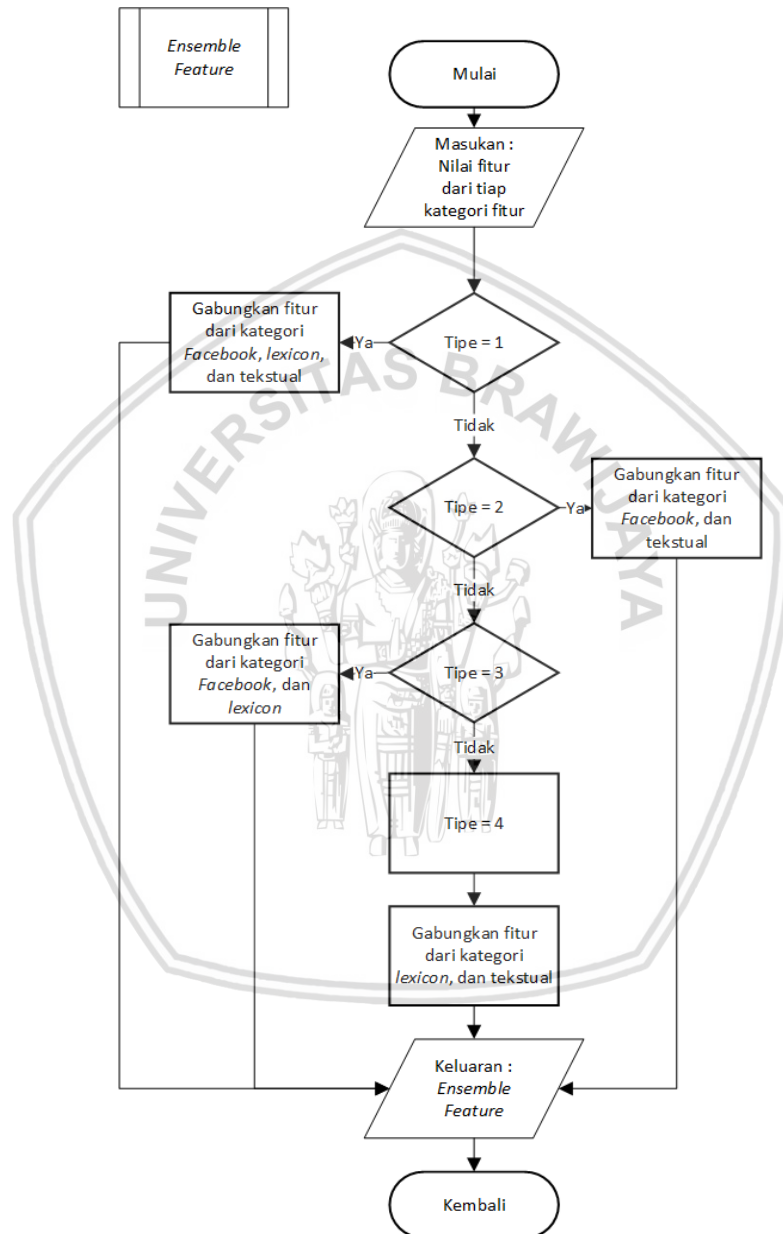 Ensemble
Feature
Mulai
Masukan :
Nilai fitur
dari tiap
kategori fitur
Gabungkan fitur
dari kategori
Facebook, lexicon,
dan tekstual
Ya
Tipe = 1
Tidak
Tipe = 2
Ya
Gabungkan fitur
dari kategori
Facebook, dan
tekstual
Tidak
Gabungkan fitur
dari kategori
Facebook, dan
lexicon
Ya
Tipe = 3
Tidak
Tipe = 4
Gabungkan fitur
dari kategori
lexicon, dan tekstual
Keluaran :
Ensemble
Feature
Kembali
UNIVERSITAS BRAWIJAYA